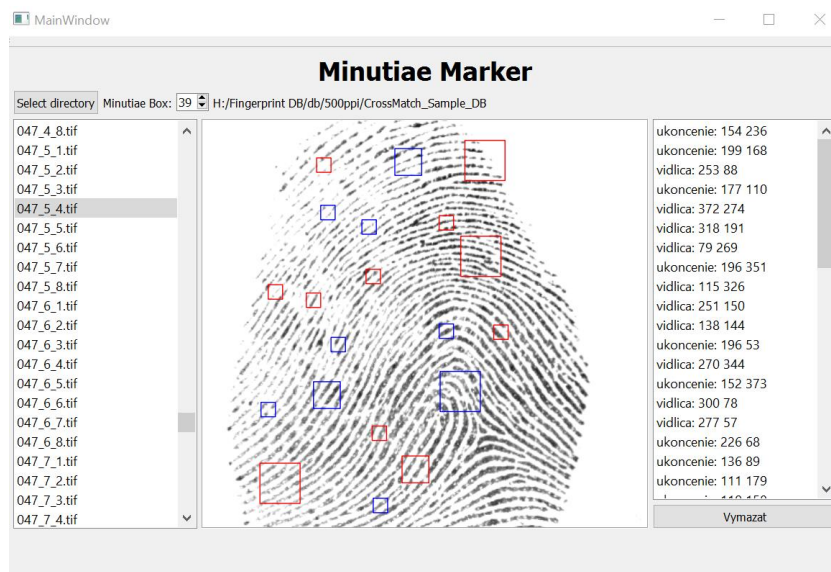 MainWindow
Minutiae Marker
Select directory Minutiae Box: 39 H:/Fingerprint DB/db/500ppi/CrossMatch_Sample_DB
047_4_8.tif
047_5_1.tif
047_5_2.tif
047_5_3.tif
047_5_4.tif
047_5_5.tif
047_5_6.tif
047_5_7.tif
047_5_8.tif
047_6_1.tif
047_6_2.tif
047_6_3.tif
047_6_4.tif
047_6_5.tif
047_6_6.tif
047_6_7.tif
047_6_8.tif
047_7_1.tif
047_7_2.tif
047_7_3.tif
047_7_4.tif
ukoncenie: 154 236
ukoncenie: 199 168
vidlica: 253 88
ukoncenie: 177 110
vidlica: 372 274
vidlica: 318 191
vidlica: 79 269
ukoncenie: 196 351
vidlica: 115 326
vidlica: 251 150
vidlica: 138 144
ukoncenie: 196 53
vidlica: 270 344
ukoncenie: 152 373
vidlica: 300 78
vidlica: 277 57
ukoncenie: 226 68
ukoncenie: 136 89
ukoncenie: 111 179
Vymazat